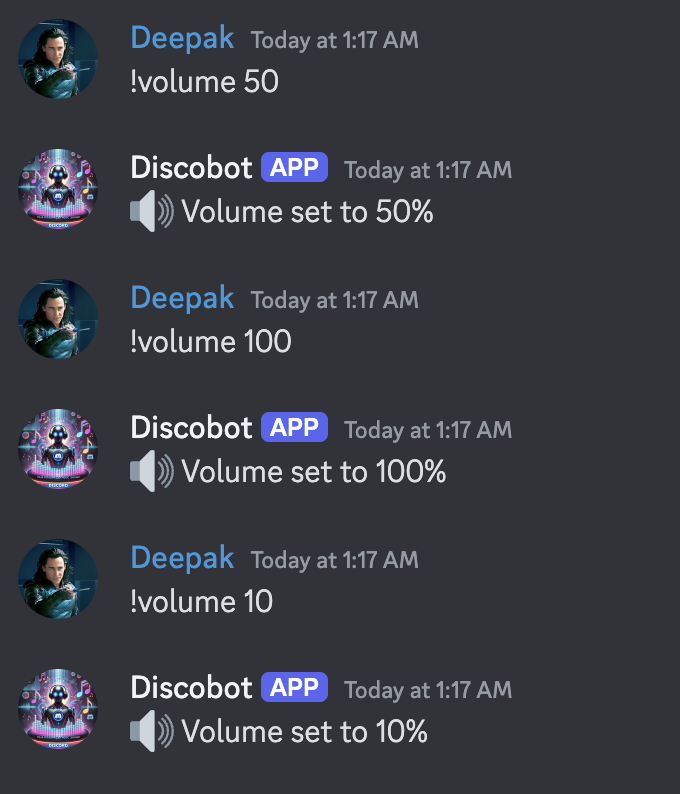 Deepak Today at 1:17 AM
!volume 50
Discobot APP Today at 1:17 AM
Volume set to 50%
Deepak Today at 1:17 AM
!volume 100
Discobot APP Today at 1:17 AM
Volume set to 100%
Deepak Today at 1:17 AM
!volume 10
Discobot APP Today at 1:17 AM
Volume set to 10%